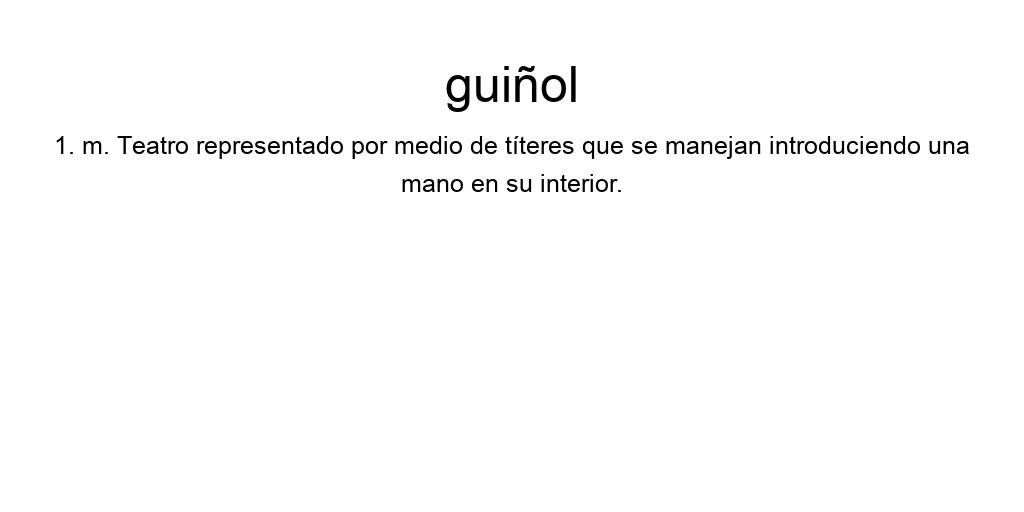 guiñol
1. m. Teatro representado por medio de títeres que se manejan introduciendo una
mano en su interior.